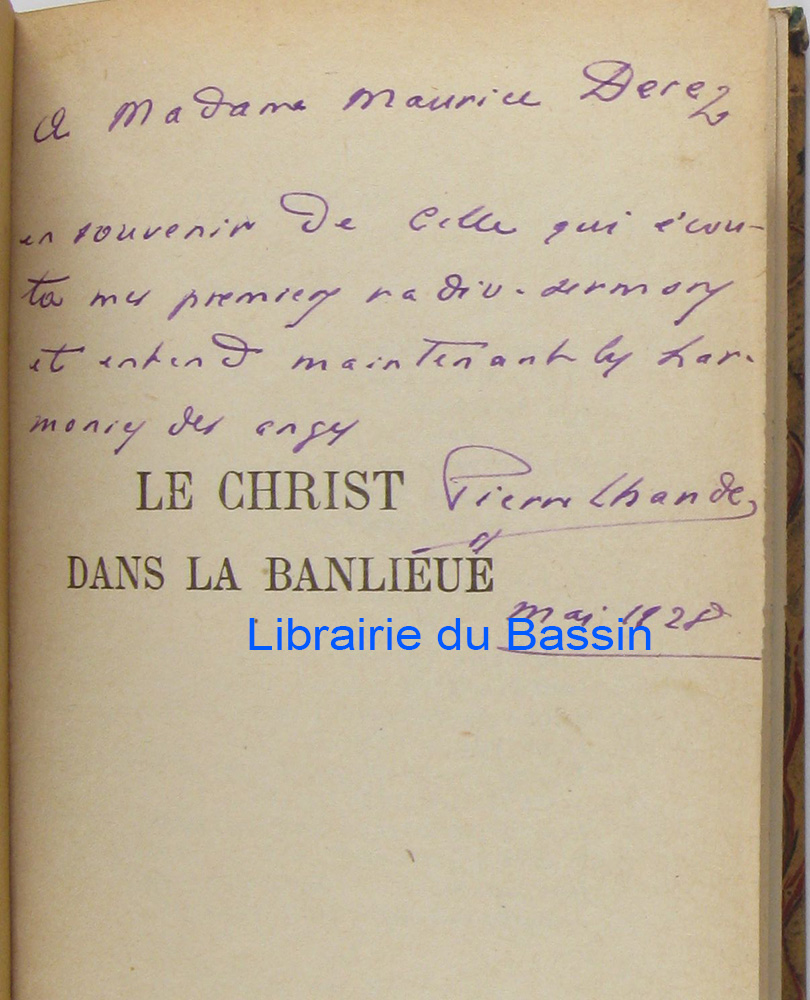 A Madame Maurice Derez
en souvenir de Celle qui écou-
ta mes premiers radio-sermons
et entend maintenant les har-
monies des anges
Pierre Lhande
LE CHRIST
DANS LA BANLIEUE
mai 1928
Librairie du Bassin